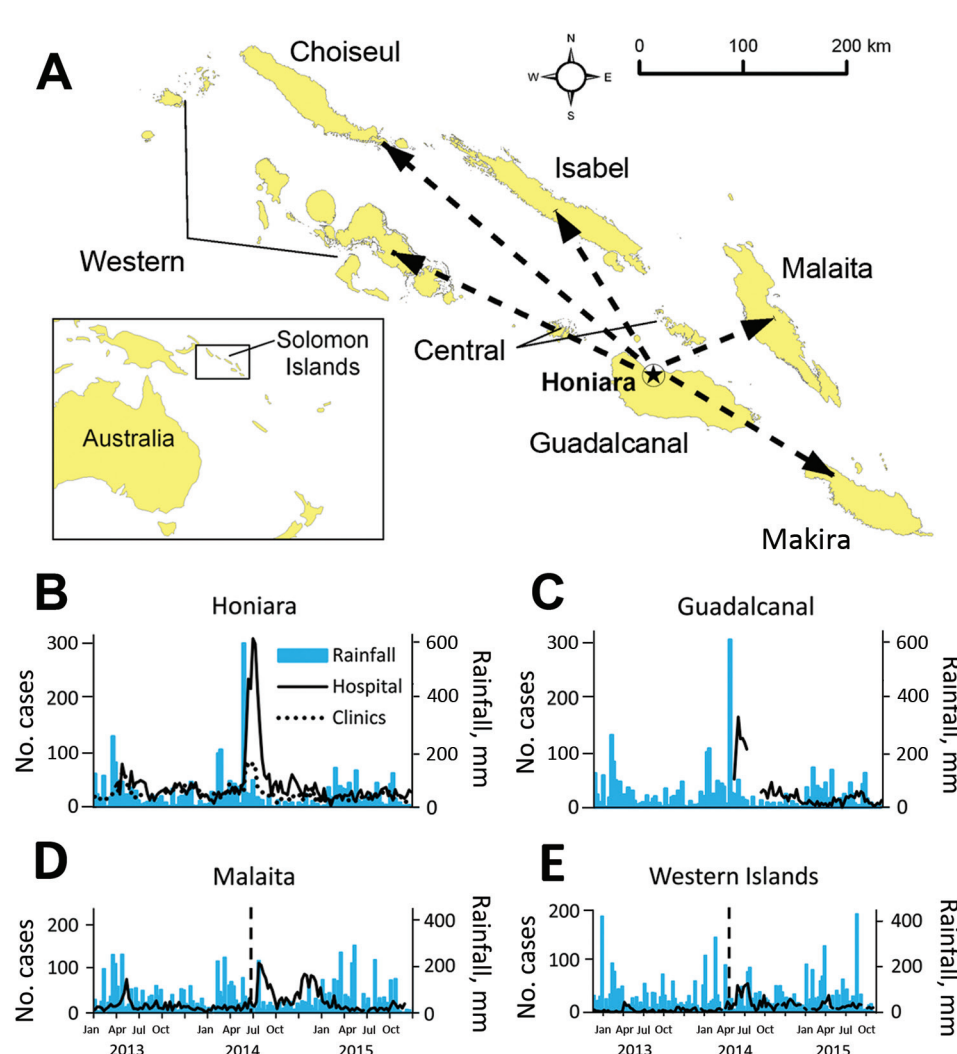 A
Choiseul
N
W
E
S
0 100 200 km
Isabel
Western
Malaita
Solomon
Islands
Central
Honiara
Australia
Guadalcanal
Makira
B
Honiara
No. cases
300
200
100
0
Rainfall
Hospital
Clinics
600
400
200
0
Rainfall, mm
C
Guadalcanal
No. cases
300
200
100
0
600
400
200
0
Rainfall, mm
D
Malaita
No. cases
200
100
0
400
200
0
Rainfall, mm
Jan Apr Jul Oct Jan Apr Jul Oct Jan Apr Jul Oct
2013 2014 2015
E
Western Islands
No. cases
200
100
0
400
200
0
Rainfall, mm
Jan Apr Jul Oct Jan Apr Jul Oct Jan Apr Jul Oct
2013 2014 2015